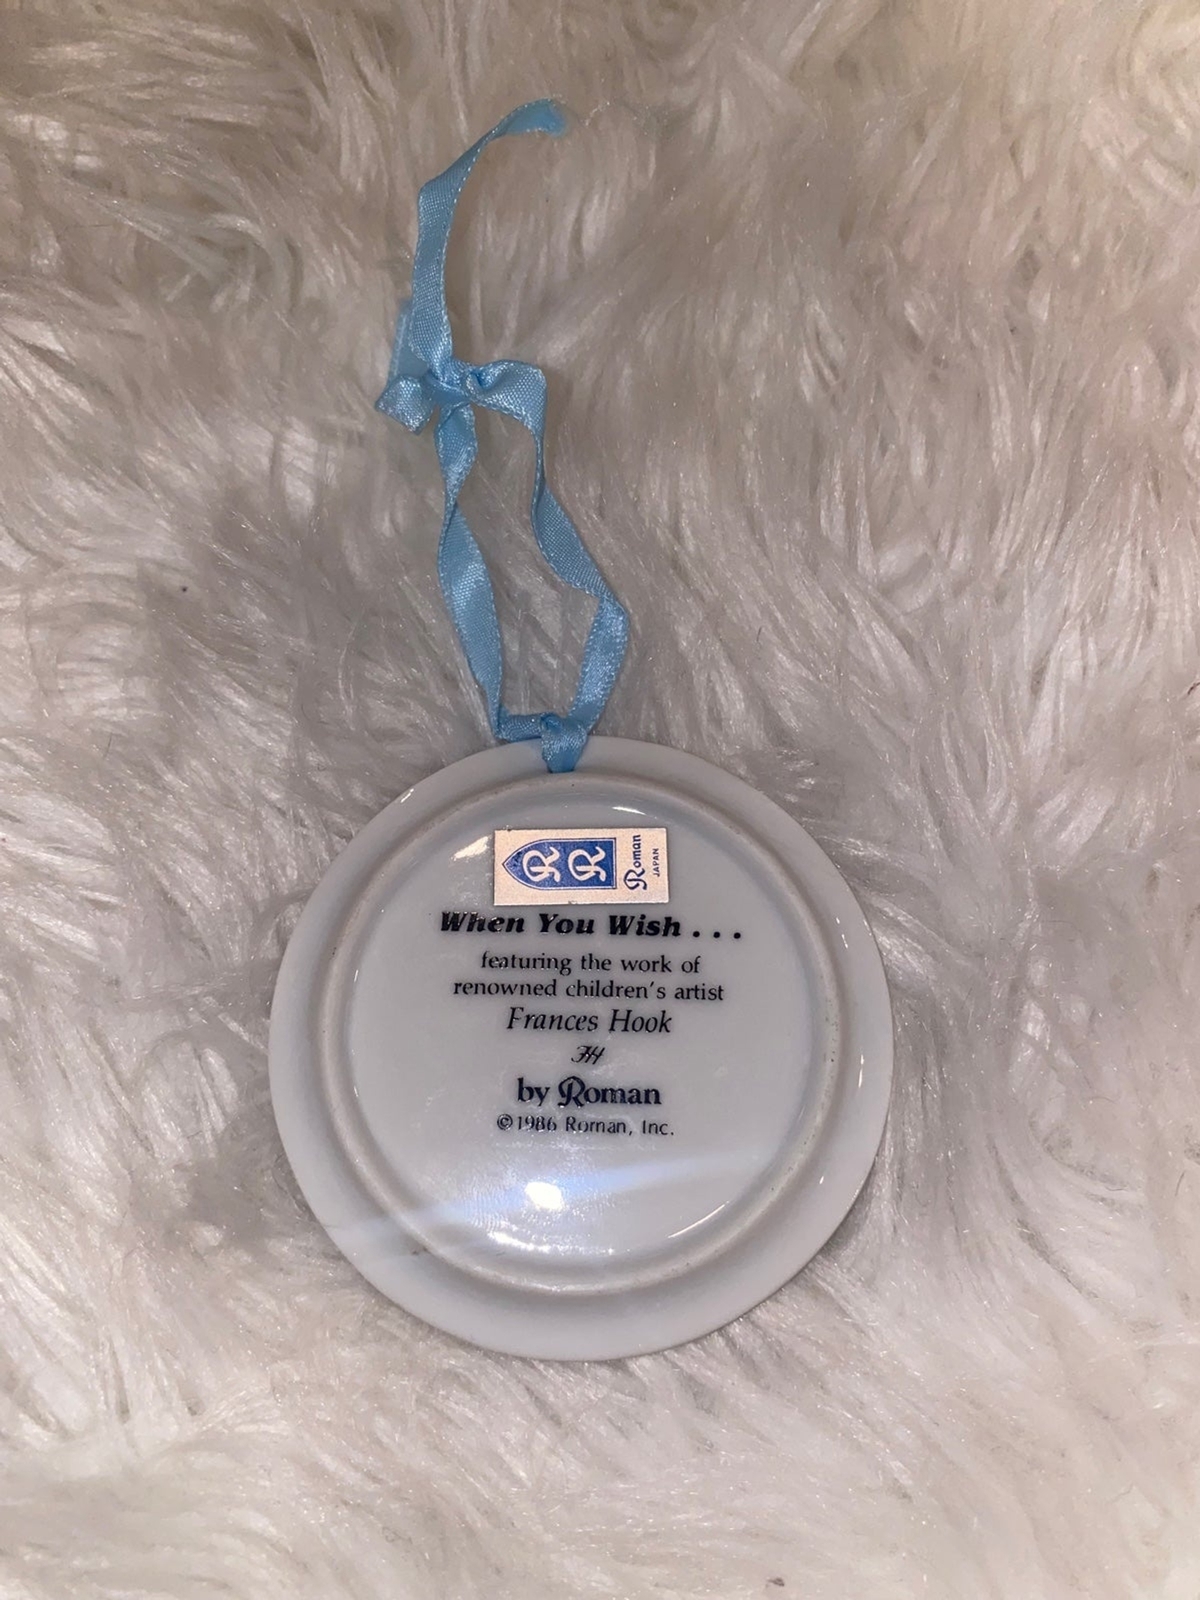 R R Roman JAPAN
When You Wish . . .
featuring the work of
renowned children's artist
Frances Hook
FH
by Roman
©1986 Roman, Inc.